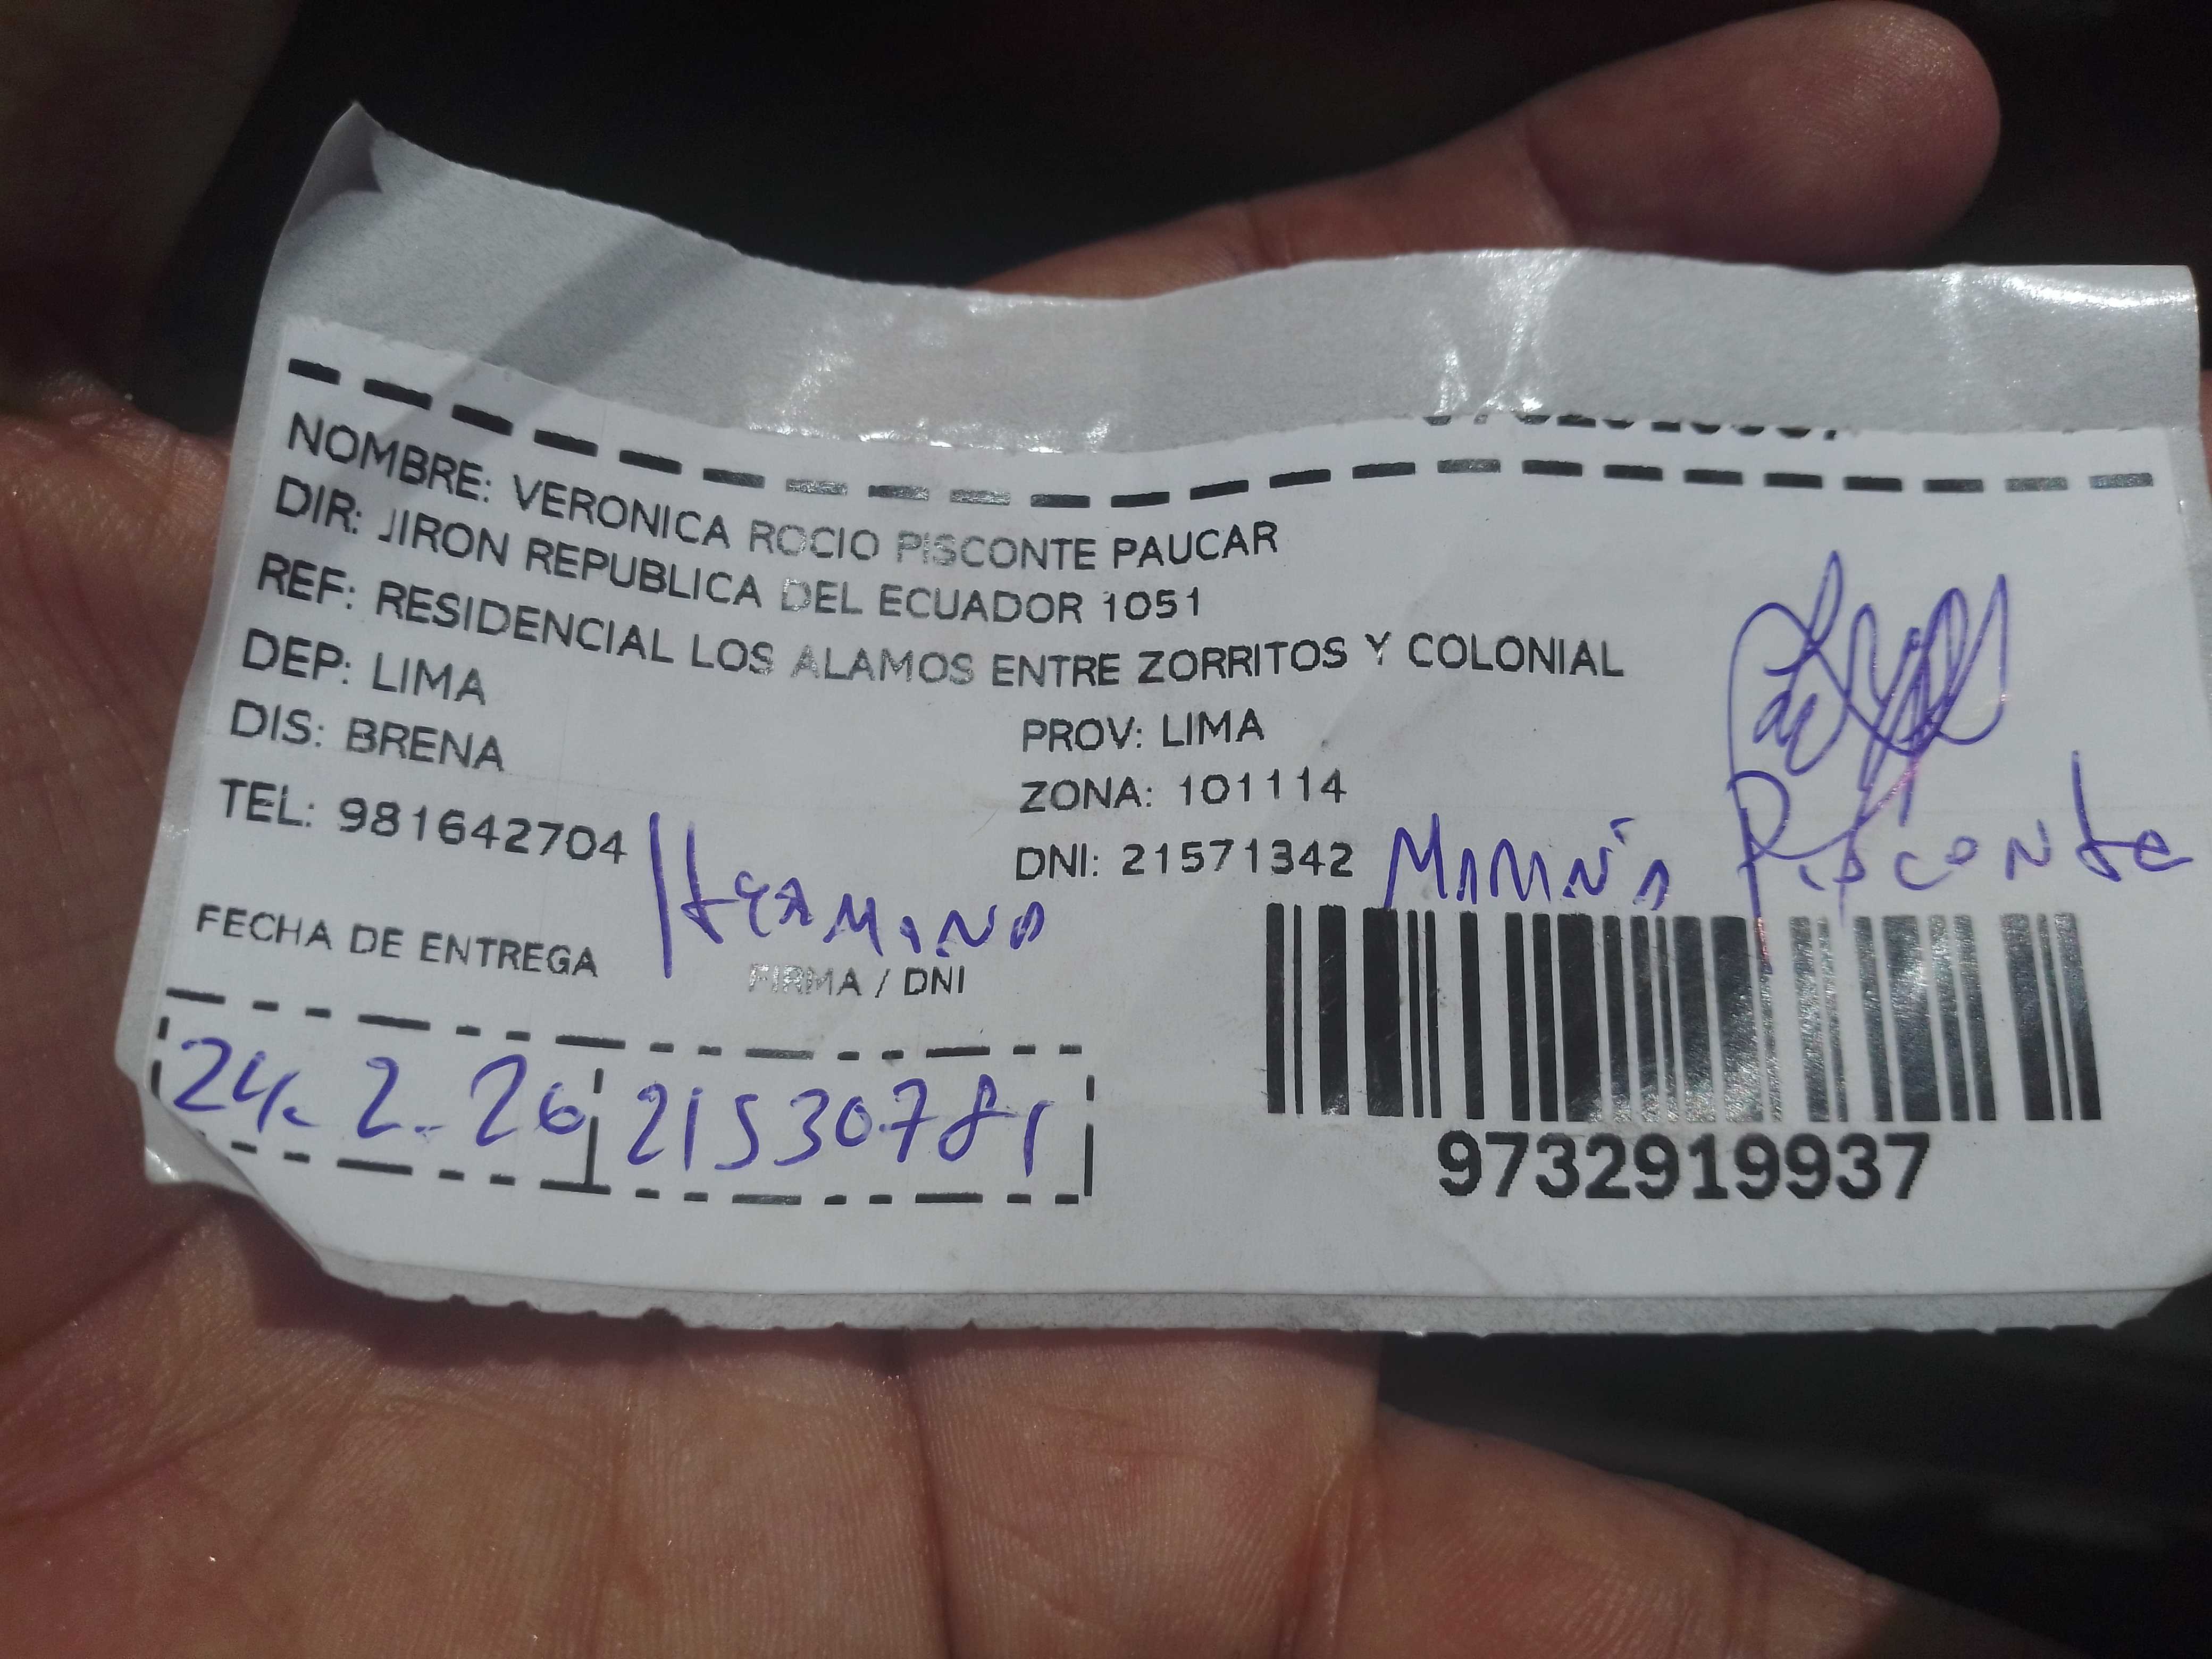 NOMBRE: VERONICA ROCIO PISCONTE PAUCAR
DIR: JIRON REPUBLICA DEL ECUADOR 1051
REF: RESIDENCIAL LOS ALAMOS ENTRE ZORRITOS Y COLONIAL
DEP: LIMA PROV: LIMA
DIS: BRENA ZONA: 101114
TEL: 981642704 DNI: 21571342
Pisconte
Hermano
FECHA DE ENTREGA FIRMA / DNI
24.2.26 21530781
9732919937